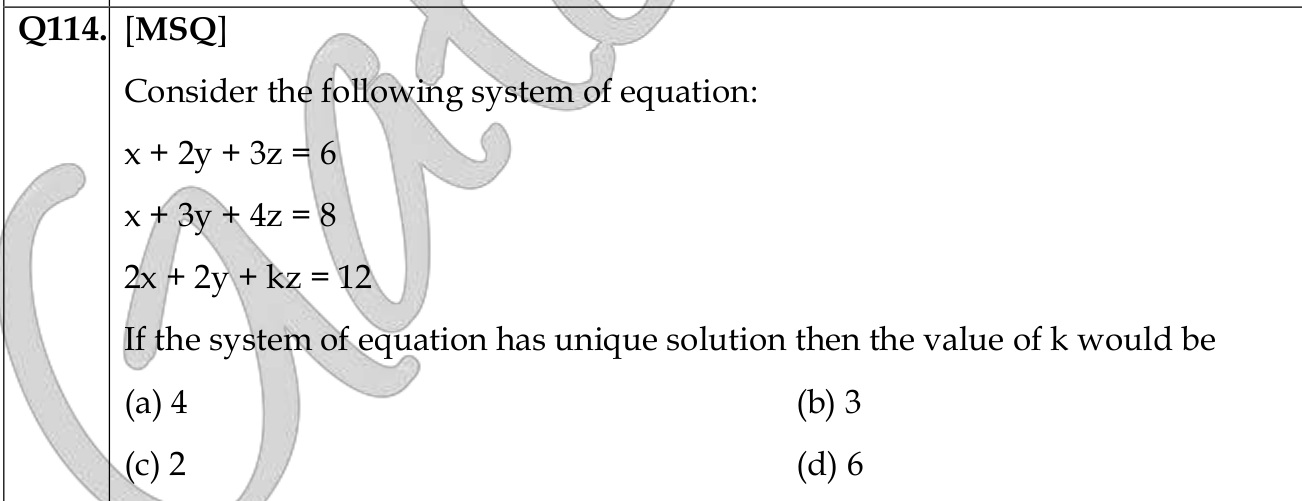 Q114. [MSQ]
Consider the following system of equation:
x + 2y + 3z = 6
x + 3y + 4z = 8
2x + 2y + kz = 12
If the system of equation has unique solution then the value of k would be
(a) 4 (b) 3
(c) 2 (d) 6